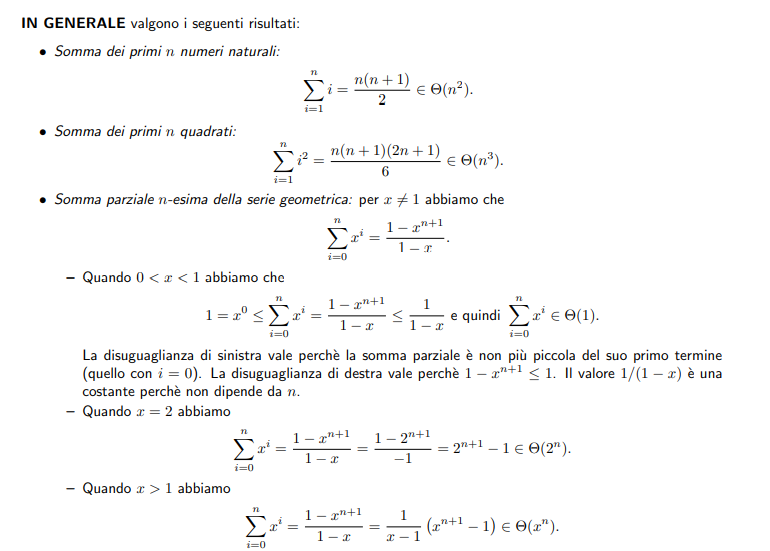 IN GENERALE valgono i seguenti risultati:
• Somma dei primi n numeri naturali:
$$\sum_{i=1}^{n} i = \frac{n(n+1)}{2} \in \Theta(n^2).$$
• Somma dei primi n quadrati:
$$\sum_{i=1}^{n} i^2 = \frac{n(n+1)(2n+1)}{6} \in \Theta(n^3).$$
• Somma parziale n-esima della serie geometrica: per $x \neq 1$ abbiamo che
$$\sum_{i=0}^{n} x^i = \frac{1 - x^{n+1}}{1 - x}.$$
– Quando $0 < x < 1$ abbiamo che
$$1 = x^0 \leq \sum_{i=0}^{n} x^i = \frac{1 - x^{n+1}}{1 - x} \leq \frac{1}{1 - x} \text{ e quindi } \sum_{i=0}^{n} x^i \in \Theta(1).$$
La disuguaglianza di sinistra vale perchè la somma parziale è non più piccola del suo primo termine
(quello con $i = 0$). La disuguaglianza di destra vale perchè $1 - x^{n+1} \leq 1$. Il valore $1/(1 - x)$ è una
costante perchè non dipende da $n$.
– Quando $x = 2$ abbiamo
$$\sum_{i=0}^{n} x^i = \frac{1 - x^{n+1}}{1 - x} = \frac{1 - 2^{n+1}}{-1} = 2^{n+1} - 1 \in \Theta(2^n).$$
– Quando $x > 1$ abbiamo
$$\sum_{i=0}^{n} x^i = \frac{1 - x^{n+1}}{1 - x} = \frac{1}{x - 1} \left(x^{n+1} - 1\right) \in \Theta(x^n).$$